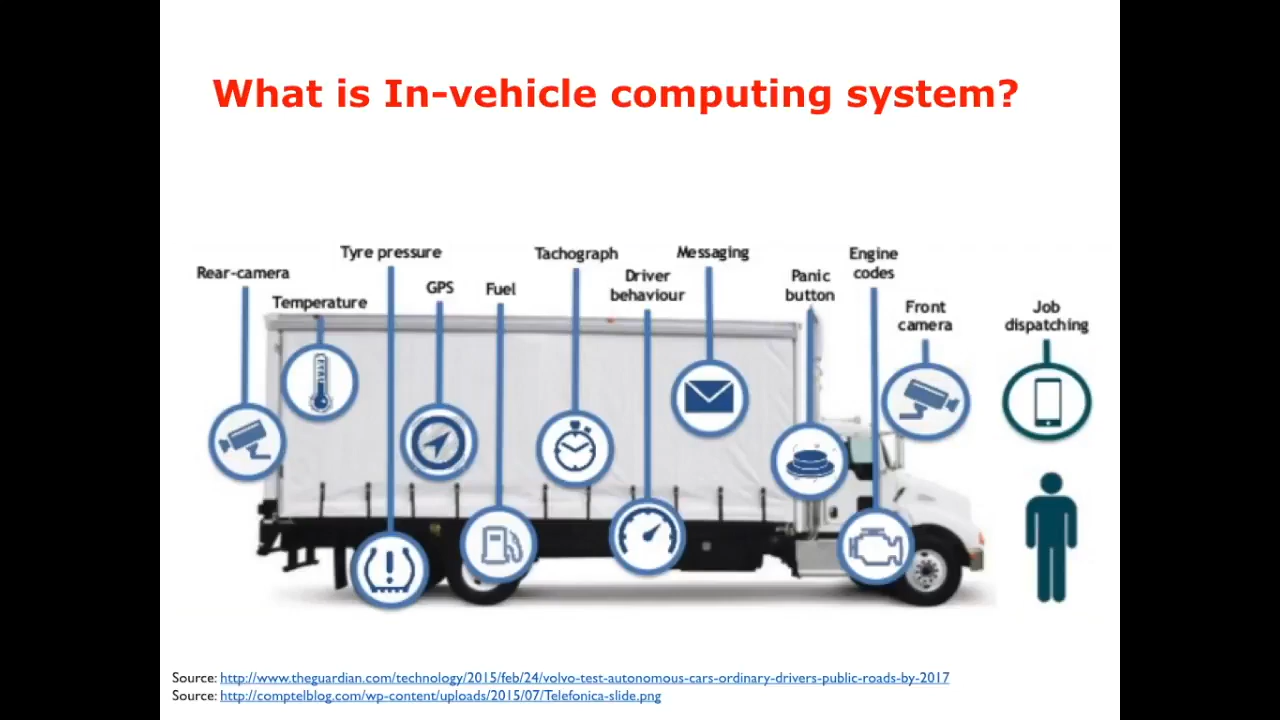 What is In-vehicle computing system?
Rear-camera
Temperature
Tyre pressure
GPS
Fuel
Tachograph
Driver
behaviour
Messaging
Panic
button
Engine
codes
Front
camera
Job
dispatching
Source: http://www.theguardian.com/technology/2015/feb/24/volvo-test-autonomous-cars-ordinary-drivers-public-roads-by-2017
Source: http://comptelblog.com/wp-content/uploads/2015/07/Telefonica-slide.png